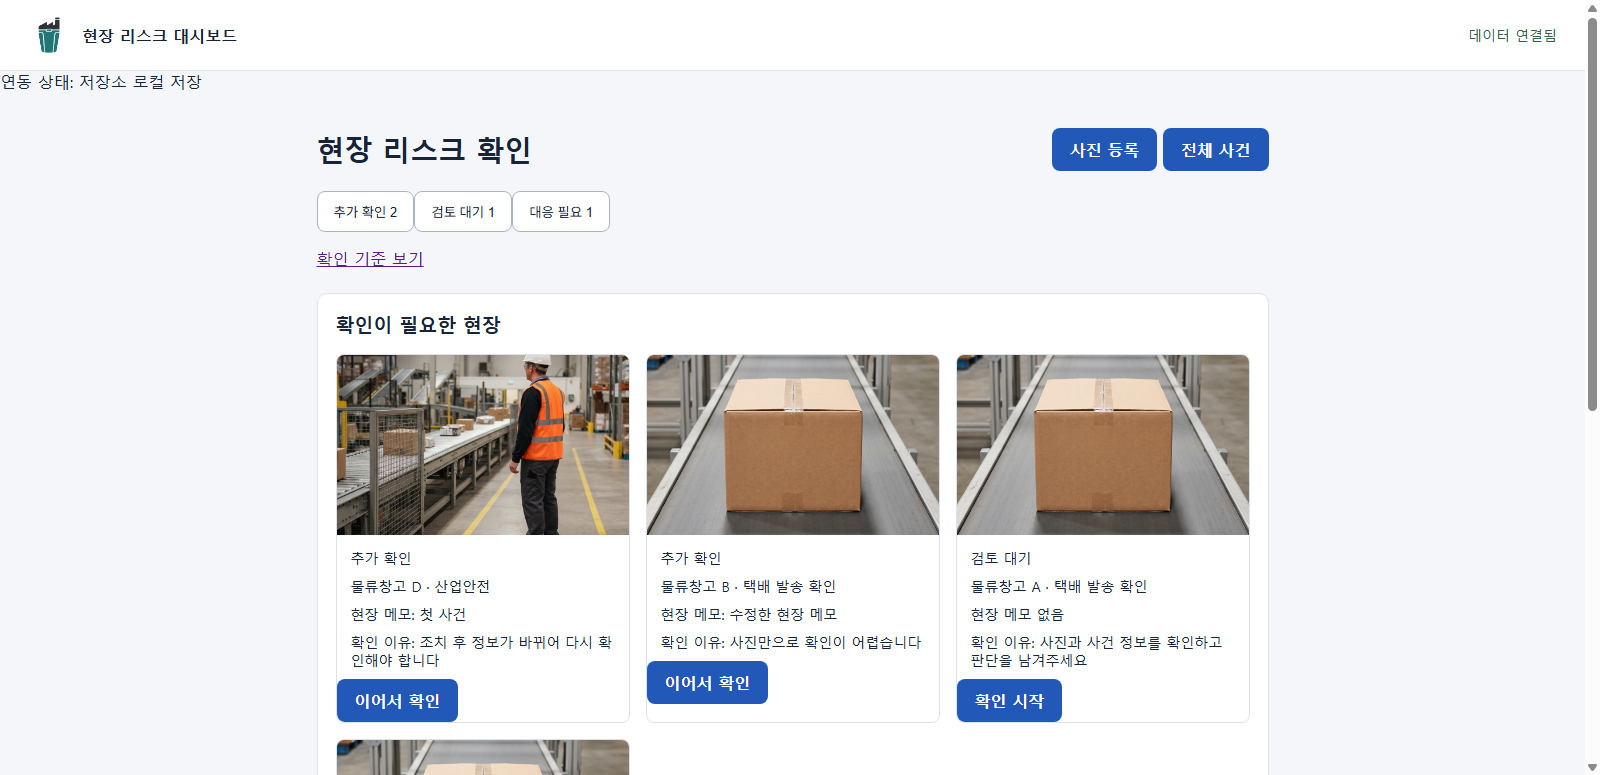 현장 리스크 대시보드
데이터 연결됨
연동 상태: 저장소 로컬 저장
현장 리스크 확인
사진 등록
전체 사건
추가 확인 2
검토 대기 1
대응 필요 1
확인 기준 보기
확인이 필요한 현장
추가 확인
물류창고 D · 산업안전
현장 메모: 첫 사건
확인 이유: 조치 후 정보가 바뀌어 다시 확
인해야 합니다
이어서 확인
추가 확인
물류창고 B · 택배 발송 확인
현장 메모: 수정한 현장 메모
확인 이유: 사진만으로 확인이 어렵습니다
이어서 확인
검토 대기
물류창고 A · 택배 발송 확인
현장 메모 없음
확인 이유: 사진과 사건 정보를 확인하고
판단을 남겨주세요
확인 시작